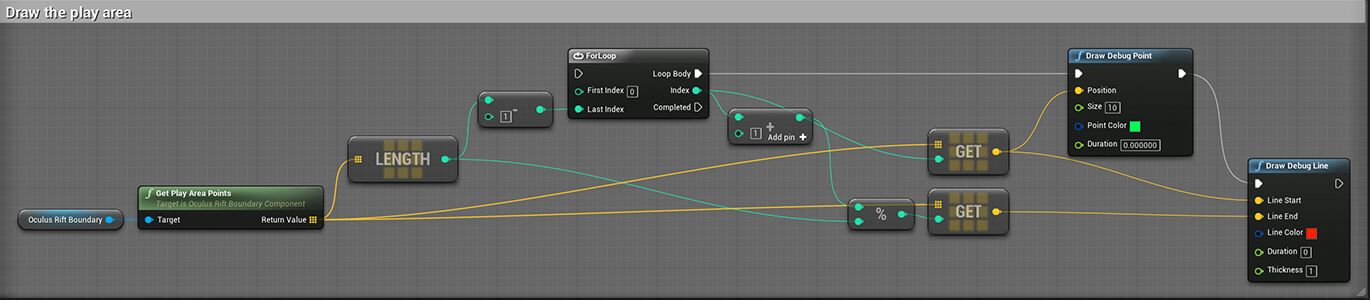 Draw the play area
ForLoop
Loop Body
First Index 0
Index
Last Index
Completed
-
1
LENGTH
+
1 Add pin +
Get Play Area Points
Target is Oculus Rift Boundary Component
Target
Return Value
Oculus Rift Boundary
%
GET
GET
f Draw Debug Point
Position
Size 10
Point Color
Duration 0.000000
f Draw Debug Line
Line Start
Line End
Line Color
Duration 0
Thickness 1